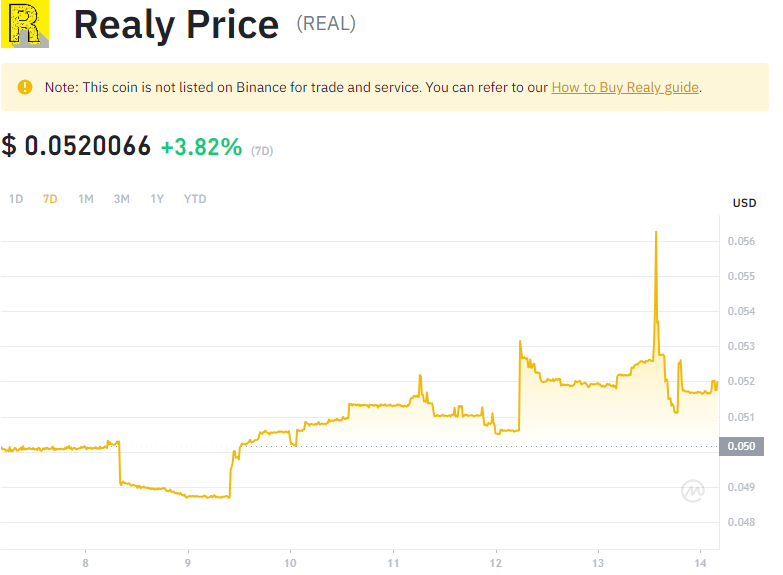 R
Realy Price (REAL)
Note: This coin is not listed on Binance for trade and service. You can refer to our How to Buy Realy guide.
$ 0.0520066 +3.82% (7D)
1D 7D 1M 3M 1Y YTD
USD
0.056
0.055
0.054
0.053
0.052
0.051
0.050
0.049
0.048
8 9 10 11 12 13 14